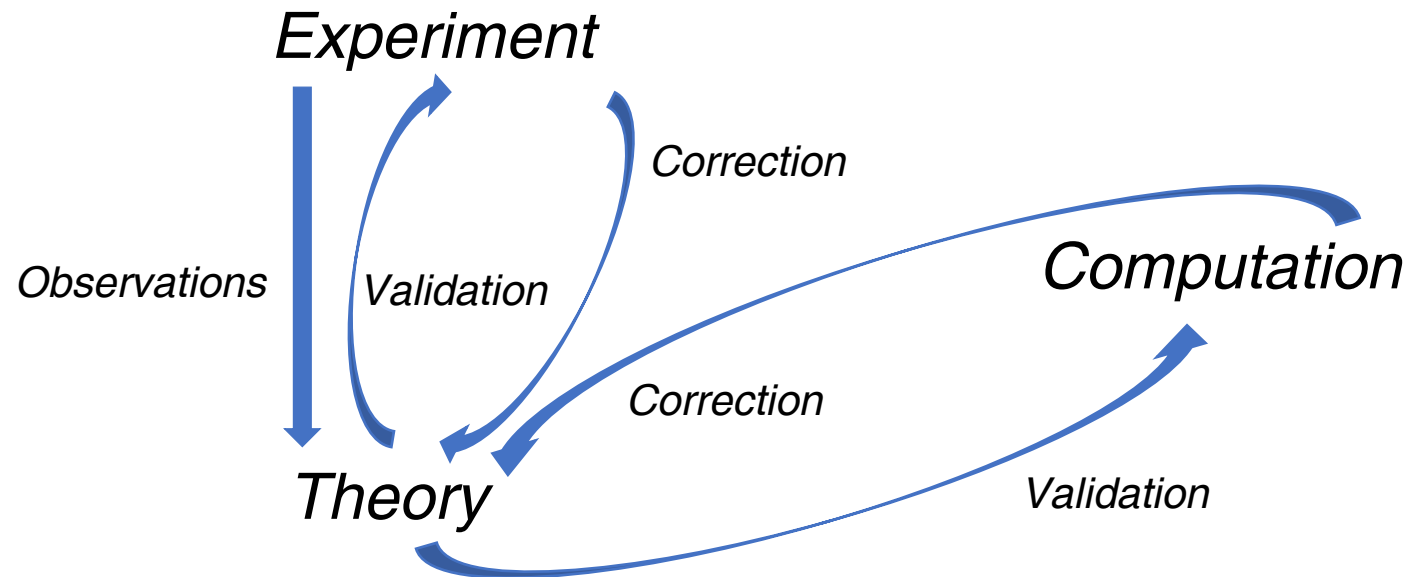 Experiment
Correction
Computation
Observations
Validation
Correction
Theory
Validation